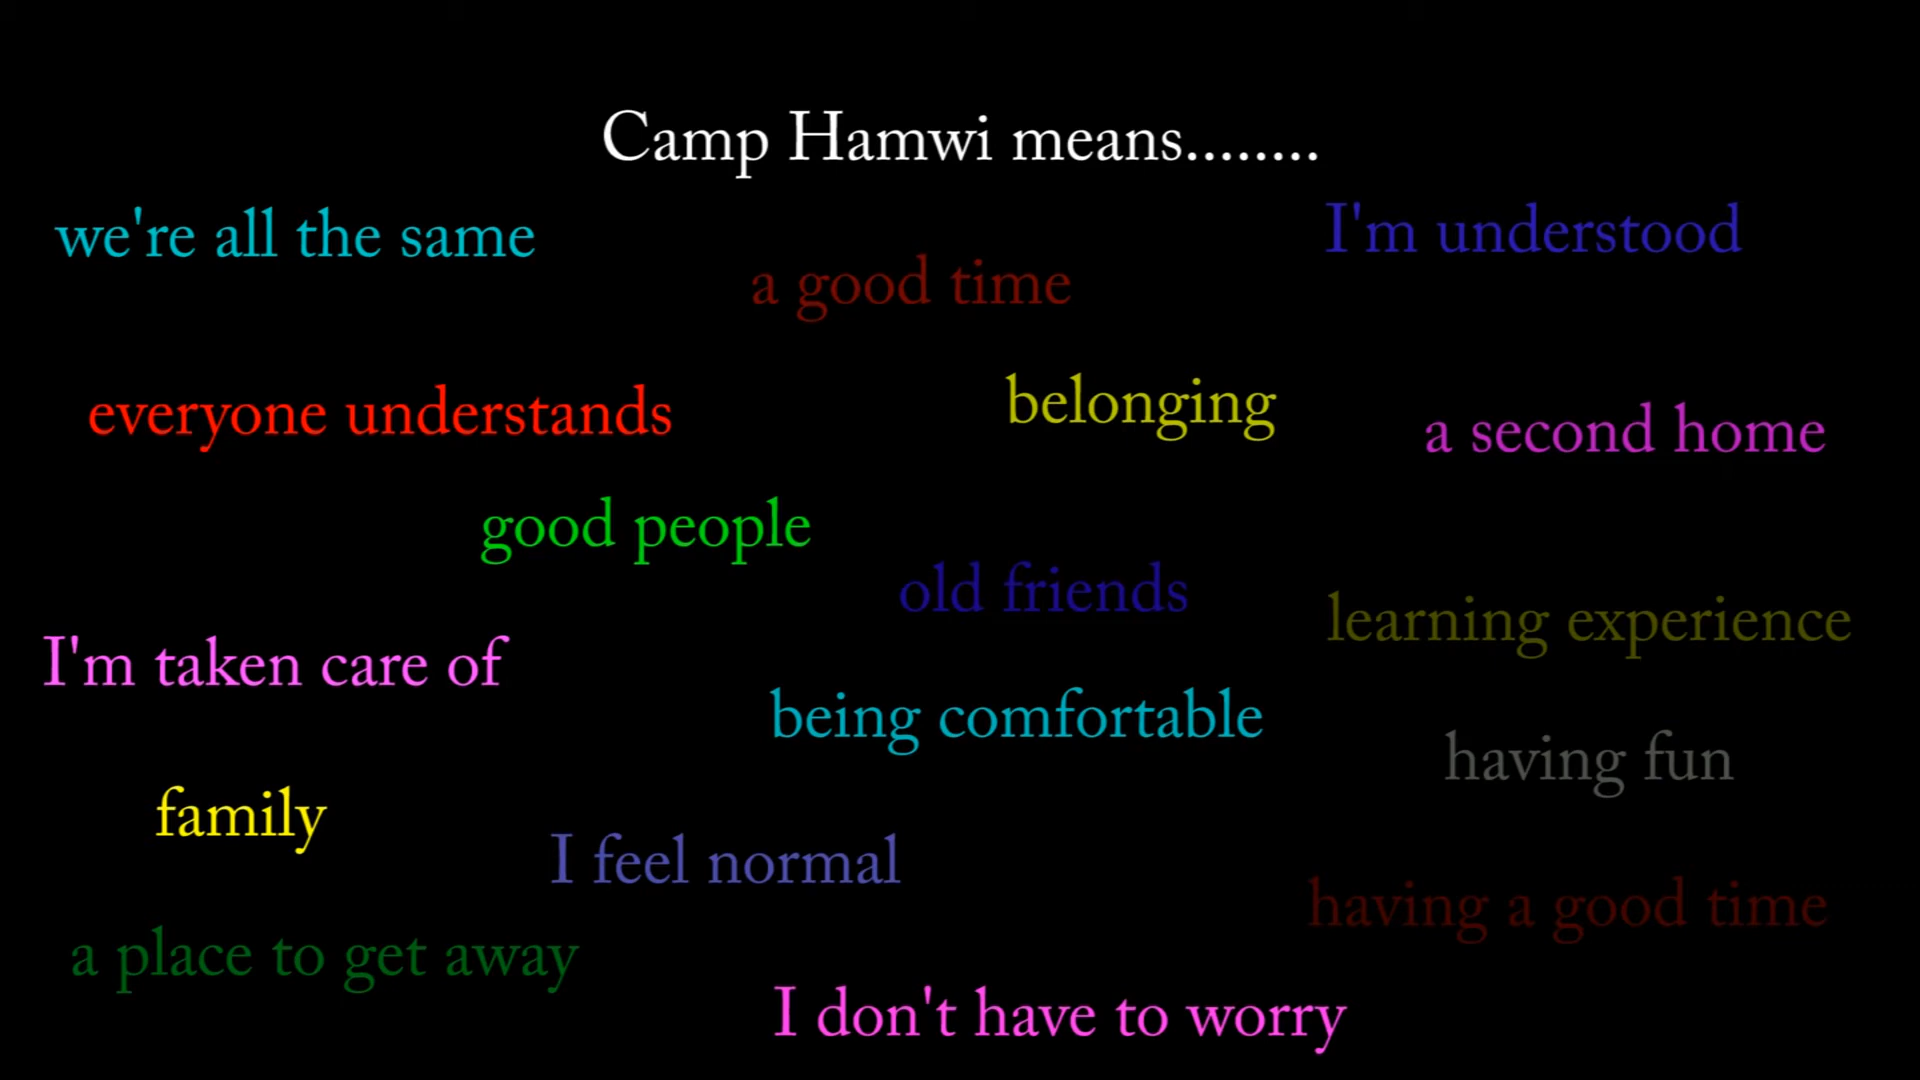 Camp Hamwi means........
we're all the same
a good time
I'm understood
everyone understands
belonging
a second home
good people
old friends
learning experience
I'm taken care of
being comfortable
having fun
family
I feel normal
having a good time
a place to get away
I don't have to worry